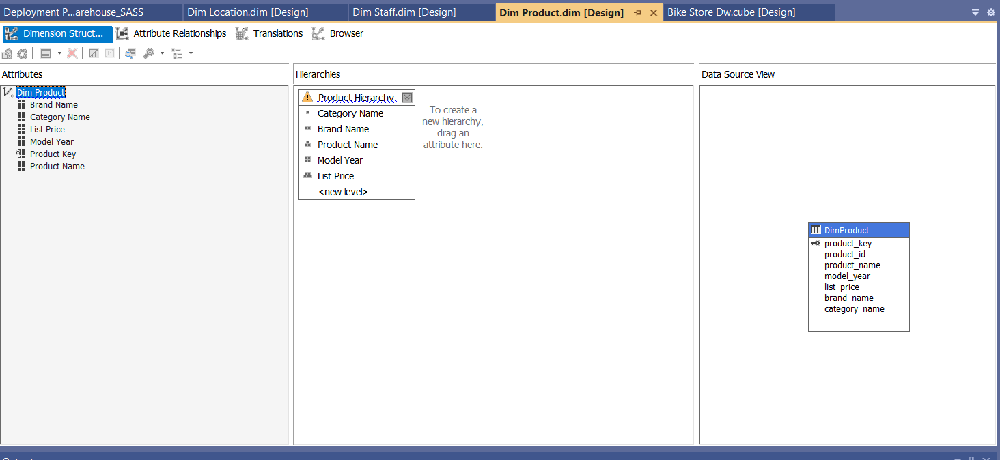 Deployment P...arehouse_SASS
Dim Location.dim [Design]
Dim Staff.dim [Design]
Dim Product.dim [Design]
Bike Store Dw.cube [Design]
Dimension Struct...
Attribute Relationships
Translations
Browser
Attributes
Dim Product
Brand Name
Category Name
List Price
Model Year
Product Key
Product Name
Hierarchies
Product Hierarchy
Category Name
Brand Name
Product Name
Model Year
List Price
<new level>
To create a
new hierarchy,
drag an
attribute here.
Data Source View
DimProduct
product_key
product_id
product_name
model_year
list_price
brand_name
category_name